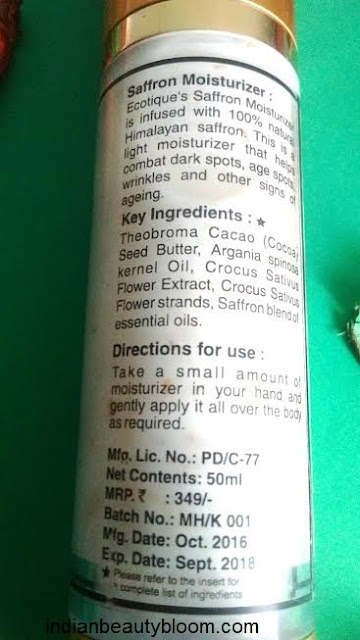 Saffron Moisturizer :
Ecotique's Saffron Moisturizer
is infused with 100% natural
Himalayan saffron. This is a
light moisturizer that helps
combat dark spots, age spots,
wrinkles and other signs of
ageing.
Key Ingredients : ★
Theobroma Cacao (Cocoa)
Seed Butter, Argania spinosa
kernel Oil, Crocus Sativus
Flower Extract, Crocus Sativus
Flower strands, Saffron blend of
essential oils.
Directions for use :
Take a small amount of
moisturizer in your hand and
gently apply it all over the body
as required.
Mfg. Lic. No.: PD/C-77
Net Contents: 50ml
MRP. ₹ : 349/-
Batch No.: MH/K 001
Mfg. Date: Oct. 2016
Exp. Date: Sept. 2018
★ Please refer to the insert for
a complete list of ingredients
indianbeautybloom.com